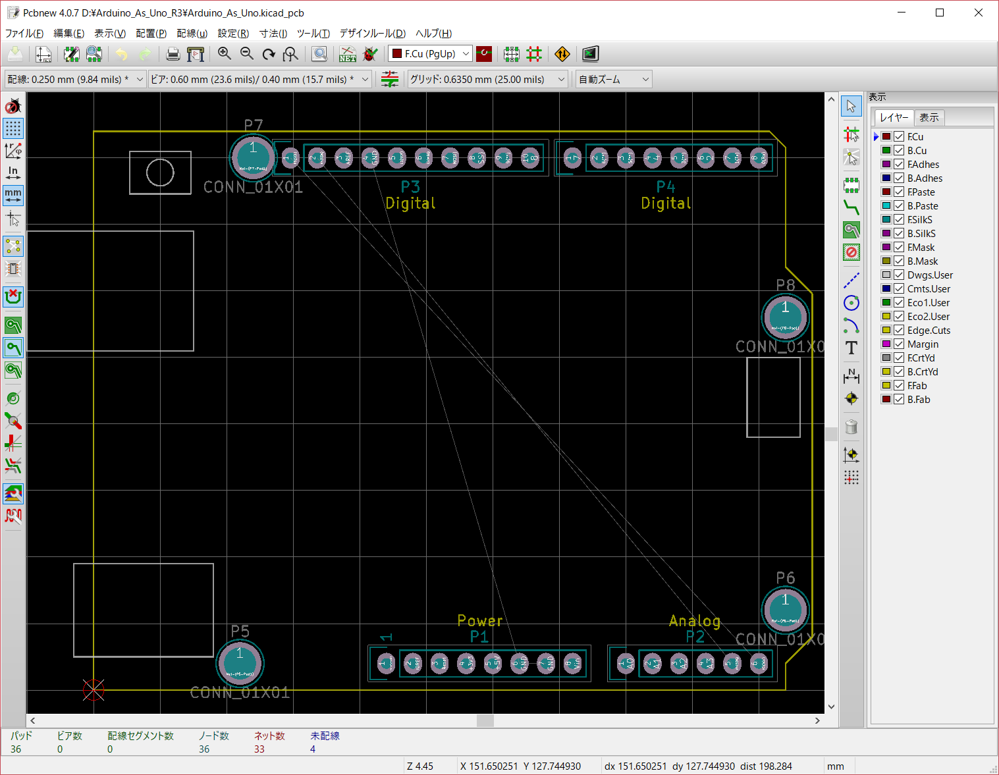 Pcbnew 4.0.7 D:¥Arduino_As_Uno_R3¥Arduino_As_Uno.kicad_pcb
ファイル(F) 編集(E) 表示(V) 配置(P) 配線(u) 設定(R) 寸法(I) ツール(T) デザインルール(D) ヘルプ(H)
NET F.Cu (PgUp)
配線: 0.250 mm (9.84 mils) * ビア: 0.60 mm (23.6 mils)/ 0.40 mm (15.7 mils) * グリッド: 0.6350 mm (25.00 mils) 自動ズーム
In
mm
P7
1
CONN_01X01
1 2 3 4 5 6 7 8 9 10
AREF GND
P3
Digital
1 2 3 4 5 6 7 8
P4
Digital
P8
1
CONN_01X0
P6
1
CONN_01X0
Power
P1
1
1 2 3 4 5 6 7 8
IOREF +3V3 +5V GND GND Vin
Analog
P2
1 2 3 4 5 6
A0 A1 A2 A3
P5
1
CONN_01X01
T
N
表示
レイヤー 表示
F.Cu
B.Cu
F.Adhes
B.Adhes
F.Paste
B.Paste
F.SilkS
B.SilkS
F.Mask
B.Mask
Dwgs.User
Cmts.User
Eco1.User
Eco2.User
Edge.Cuts
Margin
F.CrtYd
B.CrtYd
F.Fab
B.Fab
パッド ビア数 配線セグメント数 ノード数 ネット数 未配線
36 0 0 36 33 4
Z 4.45 X 151.650251 Y 127.744930 dx 151.650251 dy 127.744930 dist 198.284 mm